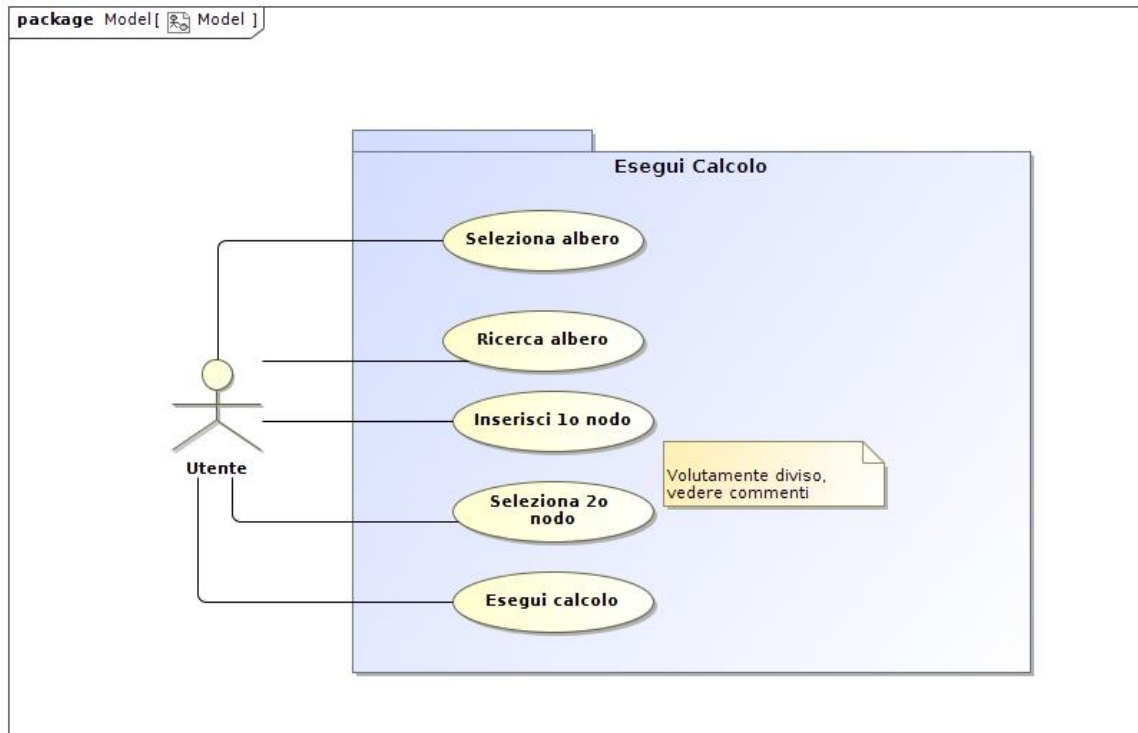 package Model[ Model ]
Esegui Calcolo
Seleziona albero
Ricerca albero
Inserisci 1o nodo
Volutamente diviso,
vedere commenti
Utente
Seleziona 2o
nodo
Esegui calcolo